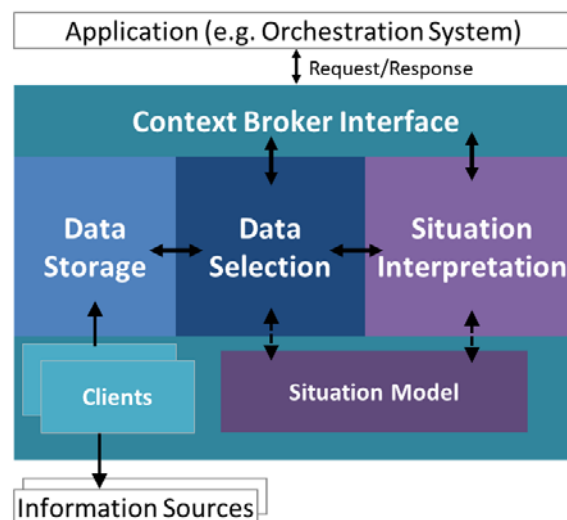 Application (e.g. Orchestration System)
Request/Response
Context Broker Interface
Data
Storage
Data
Selection
Situation
Interpretation
Clients
Situation Model
Information Sources